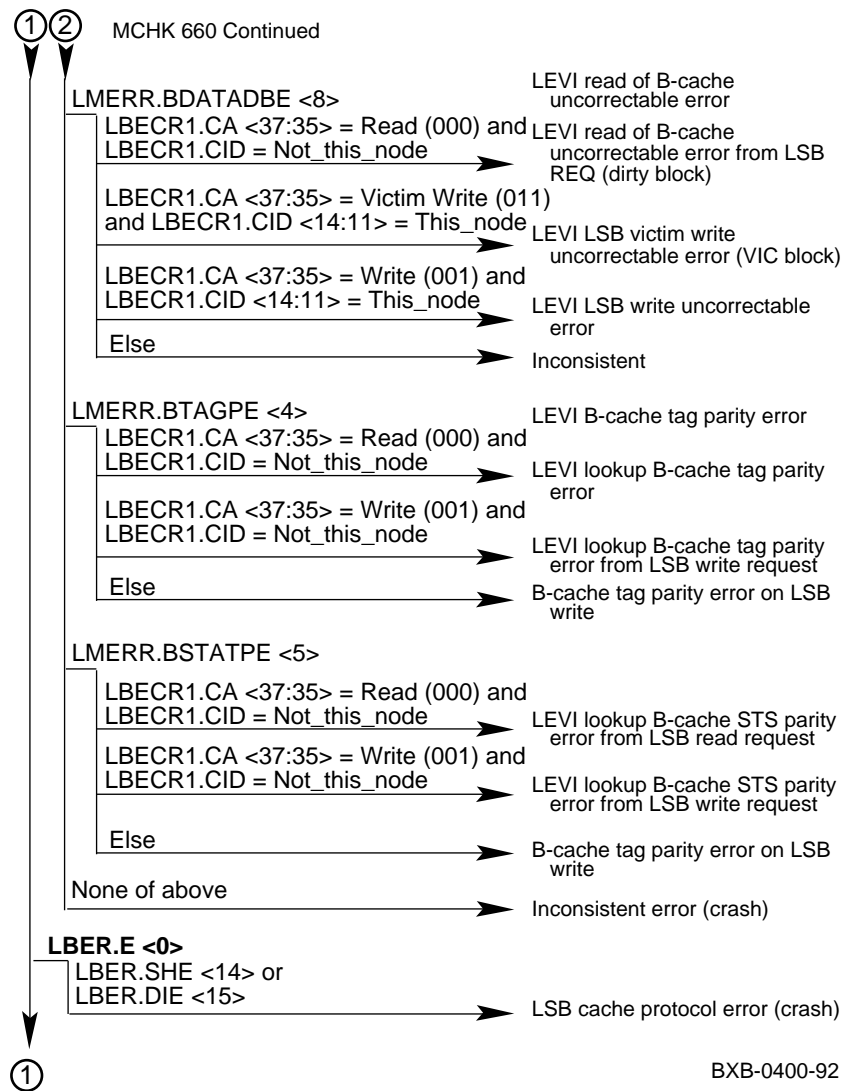 1 2 MCHK 660 Continued
LMERR.BDATADBE <8>
LEVI read of B-cache
uncorrectable error
LBECR1.CA <37:35> = Read (000) and
LBECR1.CID = Not_this_node
LEVI read of B-cache
uncorrectable error from LSB
REQ (dirty block)
LBECR1.CA <37:35> = Victim Write (011)
and LBECR1.CID <14:11> = This_node
LEVI LSB victim write
uncorrectable error (VIC block)
LBECR1.CA <37:35> = Write (001) and
LBECR1.CID <14:11> = This_node
LEVI LSB write uncorrectable
error
Else
Inconsistent
LMERR.BTAGPE <4>
LEVI B-cache tag parity error
LBECR1.CA <37:35> = Read (000) and
LBECR1.CID = Not_this_node
LEVI lookup B-cache tag parity
error
LBECR1.CA <37:35> = Write (001) and
LBECR1.CID = Not_this_node
LEVI lookup B-cache tag parity
error from LSB write request
Else
B-cache tag parity error on LSB
write
LMERR.BSTATPE <5>
LBECR1.CA <37:35> = Read (000) and
LBECR1.CID = Not_this_node
LEVI lookup B-cache STS parity
error from LSB read request
LBECR1.CA <37:35> = Write (001) and
LBECR1.CID = Not_this_node
LEVI lookup B-cache STS parity
error from LSB write request
Else
B-cache tag parity error on LSB
write
None of above
Inconsistent error (crash)
LBER.E <0>
LBER.SHE <14> or
LBER.DIE <15>
LSB cache protocol error (crash)
1
BXB-0400-92